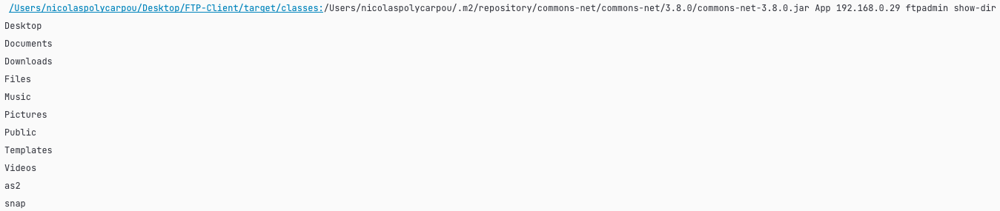 /Users/nicolaspolycarpou/Desktop/FTP-Client/target/classes:/Users/nicolaspolycarpou/.m2/repository/commons-net/commons-net/3.8.0/commons-net-3.8.0.jar App 192.168.0.29 ftpadmin show-dir
Desktop
Documents
Downloads
Files
Music
Pictures
Public
Templates
Videos
as2
snap